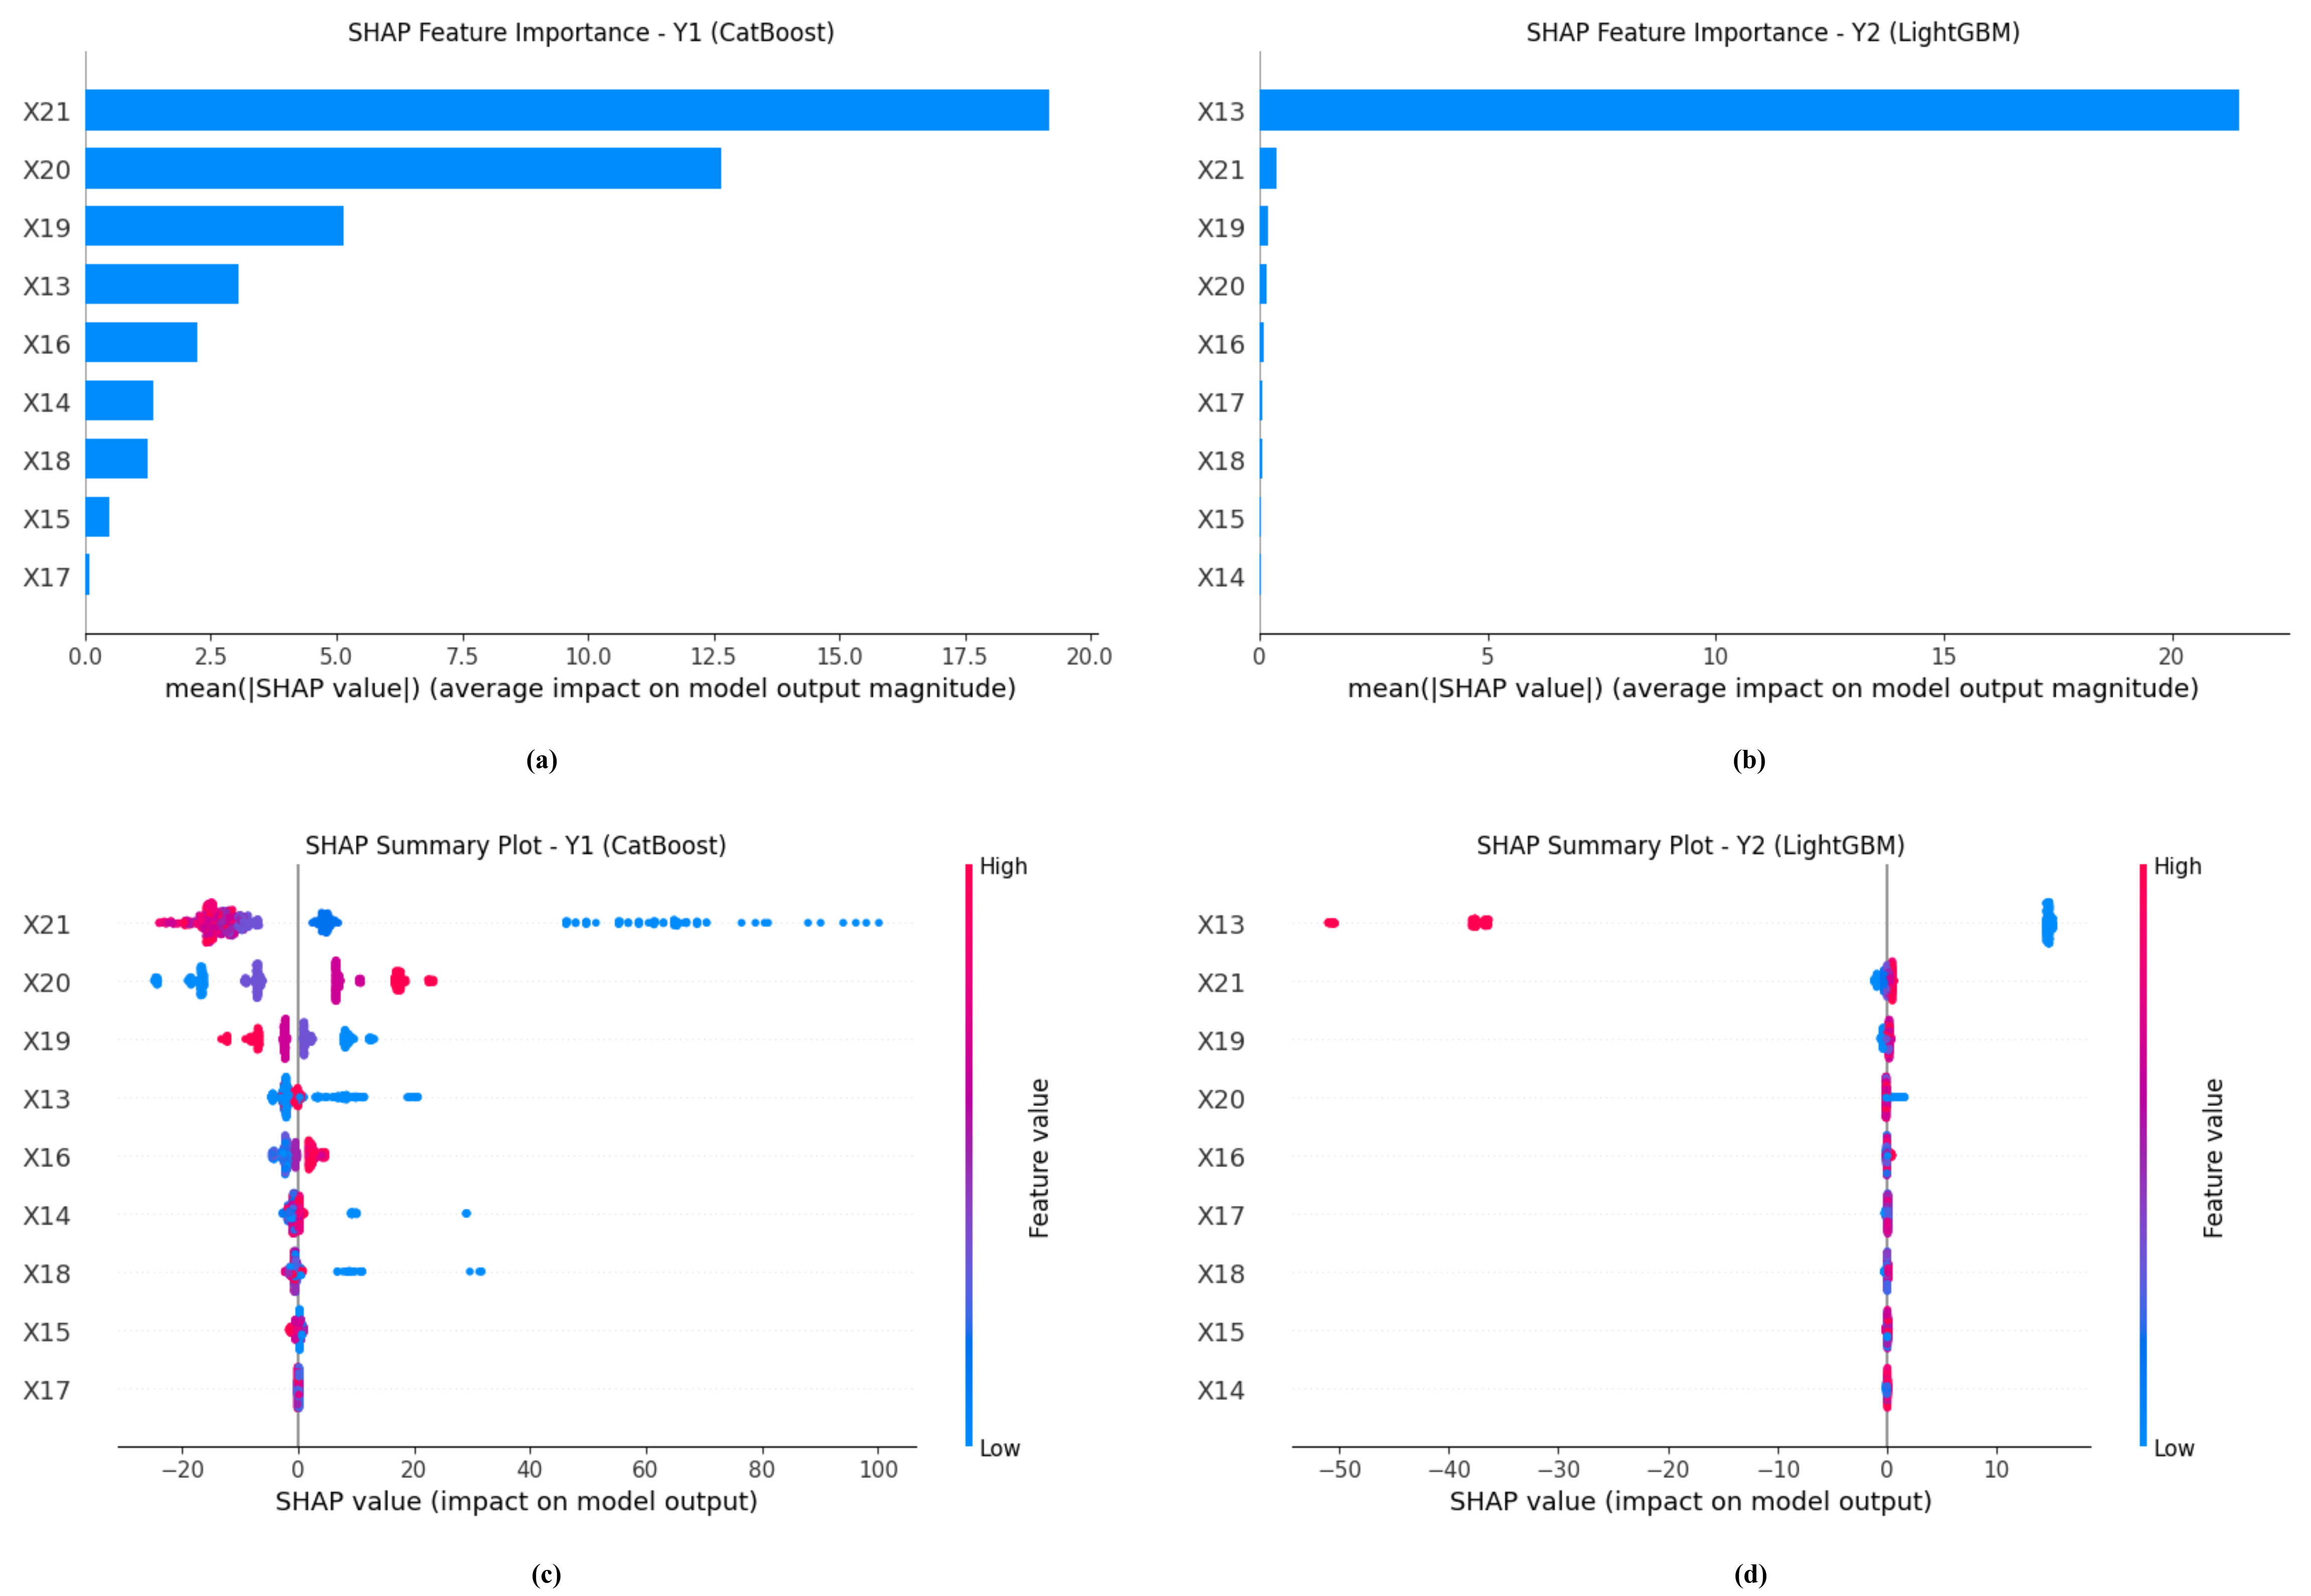 SHAP Feature Importance - Y1 (CatBoost)
X21
X20
X19
X13
X16
X14
X18
X15
X17
0.0 2.5 5.0 7.5 10.0 12.5 15.0 17.5 20.0
mean(|SHAP value|) (average impact on model output magnitude)
(a)
SHAP Feature Importance - Y2 (LightGBM)
X13
X21
X19
X20
X16
X17
X18
X15
X14
0 5 10 15 20
mean(|SHAP value|) (average impact on model output magnitude)
(b)
SHAP Summary Plot - Y1 (CatBoost)
High
X21
X20
X19
X13
X16
X14
X18
X15
X17
Feature value
Low
−20 0 20 40 60 80 100
SHAP value (impact on model output)
(c)
SHAP Summary Plot - Y2 (LightGBM)
High
X13
X21
X19
X20
X16
X17
X18
X15
X14
Feature value
Low
−50 −40 −30 −20 −10 0 10
SHAP value (impact on model output)
(d)